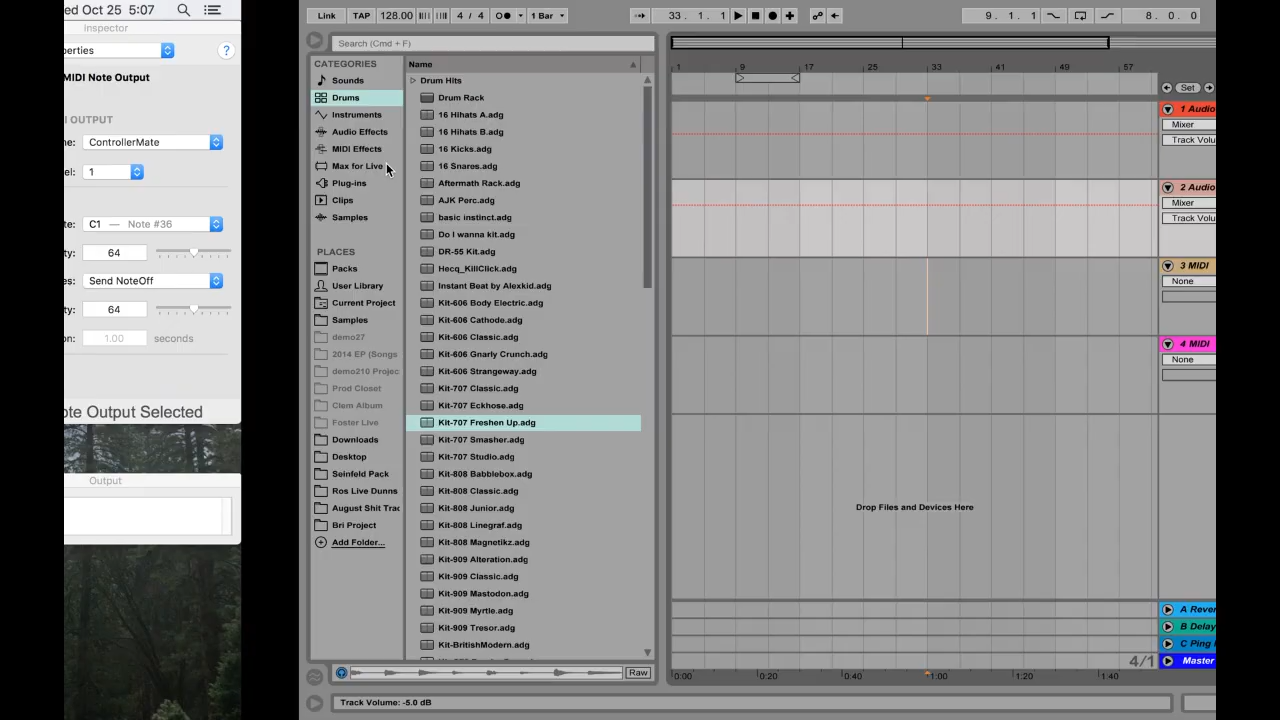 ed Oct 25 5:07
Inspector
perties
?
MIDI Note Output
I OUTPUT
ne: ControllerMate
el: 1
te: C1 — Note #36
ty: 64
es: Send NoteOff
ty: 64
on: 1.00 seconds
ote Output Selected
Output
Link TAP 128.00 4 / 4 1 Bar
33. 1. 1
9. 1. 1
8. 0. 0
Search (Cmd + F)
CATEGORIES
Sounds
Drums
Instruments
Audio Effects
MIDI Effects
Max for Live
Plug-ins
Clips
Samples
PLACES
Packs
User Library
Current Project
Samples
demo27
2014 EP (Songs
demo210 Projec
Prod Closet
Clem Album
Foster Live
Downloads
Desktop
Seinfeld Pack
Ros Live Dunns
August Shit Trac
Bri Project
Add Folder...
Name
Drum Hits
Drum Rack
16 Hihats A.adg
16 Hihats B.adg
16 Kicks.adg
16 Snares.adg
Aftermath Rack.adg
AJK Perc.adg
basic instinct.adg
Do I wanna kit.adg
DR-55 Kit.adg
Hecq_KillClick.adg
Instant Beat by Alexkid.adg
Kit-606 Body Electric.adg
Kit-606 Cathode.adg
Kit-606 Classic.adg
Kit-606 Gnarly Crunch.adg
Kit-606 Strangeway.adg
Kit-707 Classic.adg
Kit-707 Eckhose.adg
Kit-707 Freshen Up.adg
Kit-707 Smasher.adg
Kit-707 Studio.adg
Kit-808 Babblebox.adg
Kit-808 Classic.adg
Kit-808 Junior.adg
Kit-808 Linegraf.adg
Kit-808 Magnetikz.adg
Kit-909 Alteration.adg
Kit-909 Classic.adg
Kit-909 Mastodon.adg
Kit-909 Myrtle.adg
Kit-909 Tresor.adg
Kit-BritishModern.adg
Raw
1 9 17 25 33 41 49 57
Set
1 Audio
Mixer
Track Volu
2 Audio
Mixer
Track Volu
3 MIDI
None
4 MIDI
None
Drop Files and Devices Here
A Rever
B Delay
C Ping
Master
4/1
0:00 0:20 0:40 1:00 1:20 1:40
Track Volume: -5.0 dB